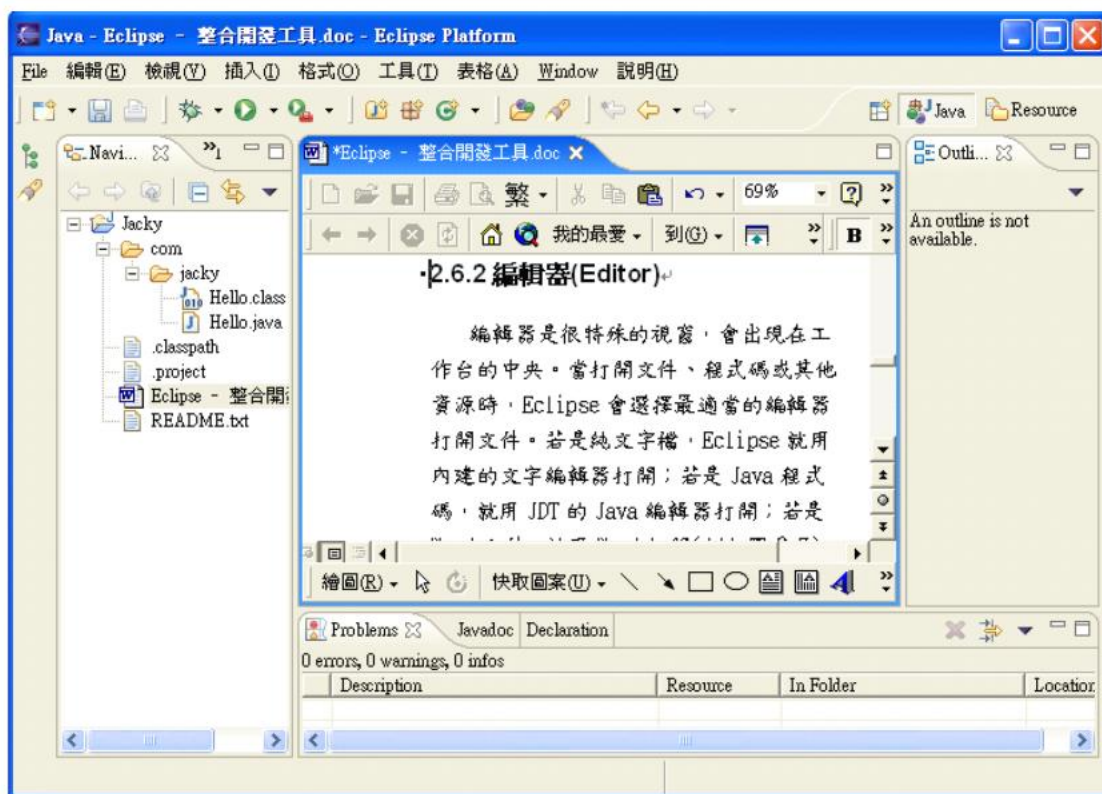 Java - Eclipse - 整合開發工具.doc - Eclipse Platform
File 編輯(E) 檢視(V) 插入(I) 格式(O) 工具(T) 表格(A) Window 說明(H)
Java Resource
Navi... »1
*Eclipse - 整合開發工具.doc
Outli...
繁 69%
我的最愛 到(G) B
An outline is not
available.
Jacky
com
jacky
Hello.class
Hello.java
.classpath
.project
Eclipse - 整合開
README.txt
2.6.2 編輯器(Editor)
編輯器是很特殊的視窗，會出現在工
作台的中央。當打開文件、程式碼或其他
資源時，Eclipse 會選擇最適當的編輯器
打開文件。若是純文字檔，Eclipse 就用
內建的文字編輯器打開；若是 Java 程式
碼，就用 JDT 的 Java 編輯器打開；若是
繪圖(R) 快取圖案(U)
Problems Javadoc Declaration
0 errors, 0 warnings, 0 infos
Description Resource In Folder Location